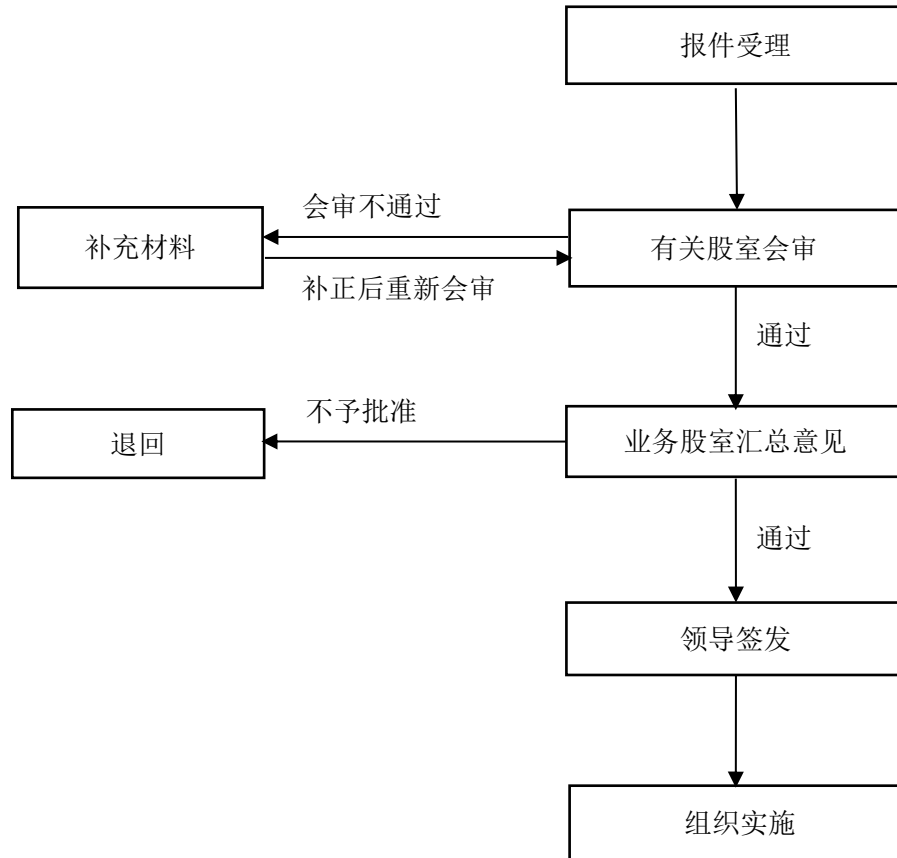 报件受理
会审不通过
补充材料
有关股室会审
补正后重新会审
通过
不予批准
退回
业务股室汇总意见
通过
领导签发
组织实施